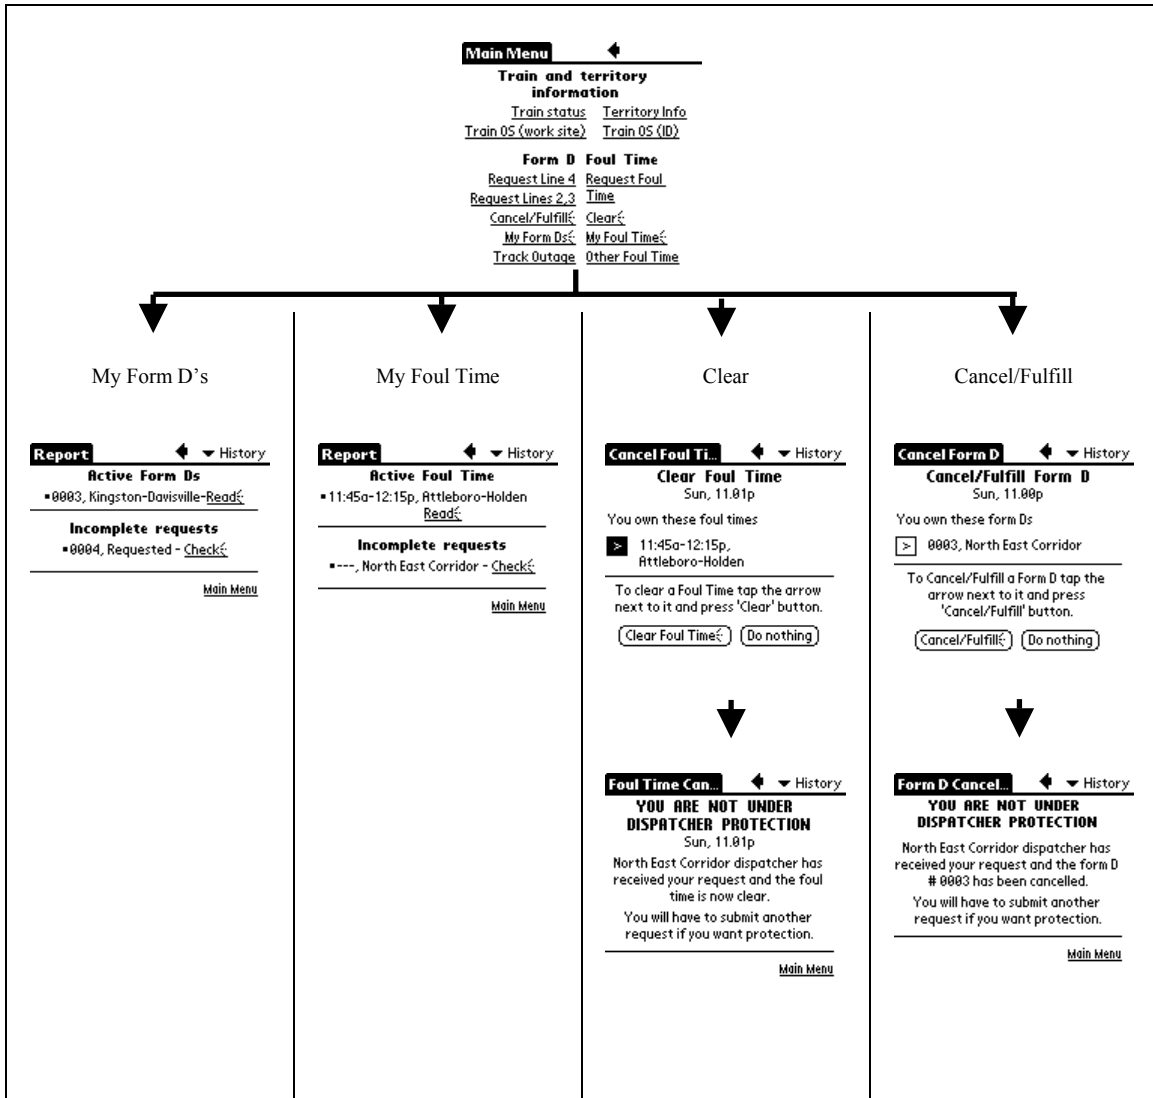 Main Menu
Train and territory
information
Train status Territory Info
Train OS (work site) Train OS (ID)
Form D Foul Time
Request Line 4 Request Foul
Request Lines 2,3 Time
Cancel/Fulfill Clear
My Form Ds My Foul Time
Track Outage Other Foul Time
My Form D's
Report History
Active Form Ds
▪0003, Kingston-Davisville-Read
Incomplete requests
▪0004, Requested - Check
Main Menu
My Foul Time
Report History
Active Foul Time
▪11:45a-12:15p, Attleboro-Holden
Read
Incomplete requests
▪---, North East Corridor - Check
Main Menu
Clear
Cancel Foul Ti... History
Clear Foul Time
Sun, 11.01p
You own these foul times
> 11:45a-12:15p,
Attleboro-Holden
To clear a Foul Time tap the arrow
next to it and press 'Clear' button.
Clear Foul Time Do nothing
Foul Time Can... History
YOU ARE NOT UNDER
DISPATCHER PROTECTION
Sun, 11.01p
North East Corridor dispatcher has
received your request and the foul
time is now clear.
You will have to submit another
request if you want protection.
Main Menu
Cancel/Fulfill
Cancel Form D History
Cancel/Fulfill Form D
Sun, 11.00p
You own these form Ds
> 0003, North East Corridor
To Cancel/Fulfill a Form D tap the
arrow next to it and press
'Cancel/Fulfill' button.
Cancel/Fulfill Do nothing
Form D Cancel... History
YOU ARE NOT UNDER
DISPATCHER PROTECTION
North East Corridor dispatcher has
received your request and the form D
# 0003 has been cancelled.
You will have to submit another
request if you want protection.
Main Menu